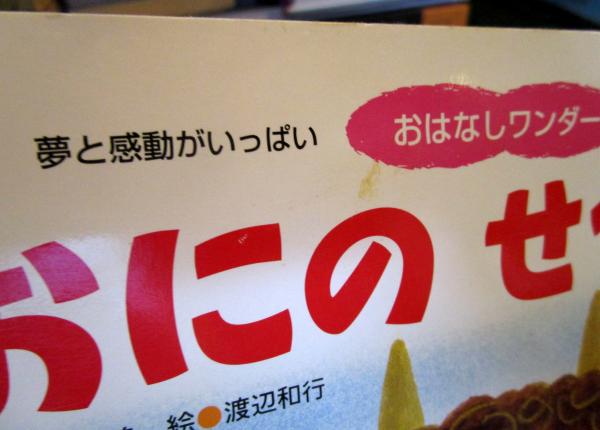 夢と感動がいっぱい
おはなしワンダー
おにの せ
絵●渡辺和行